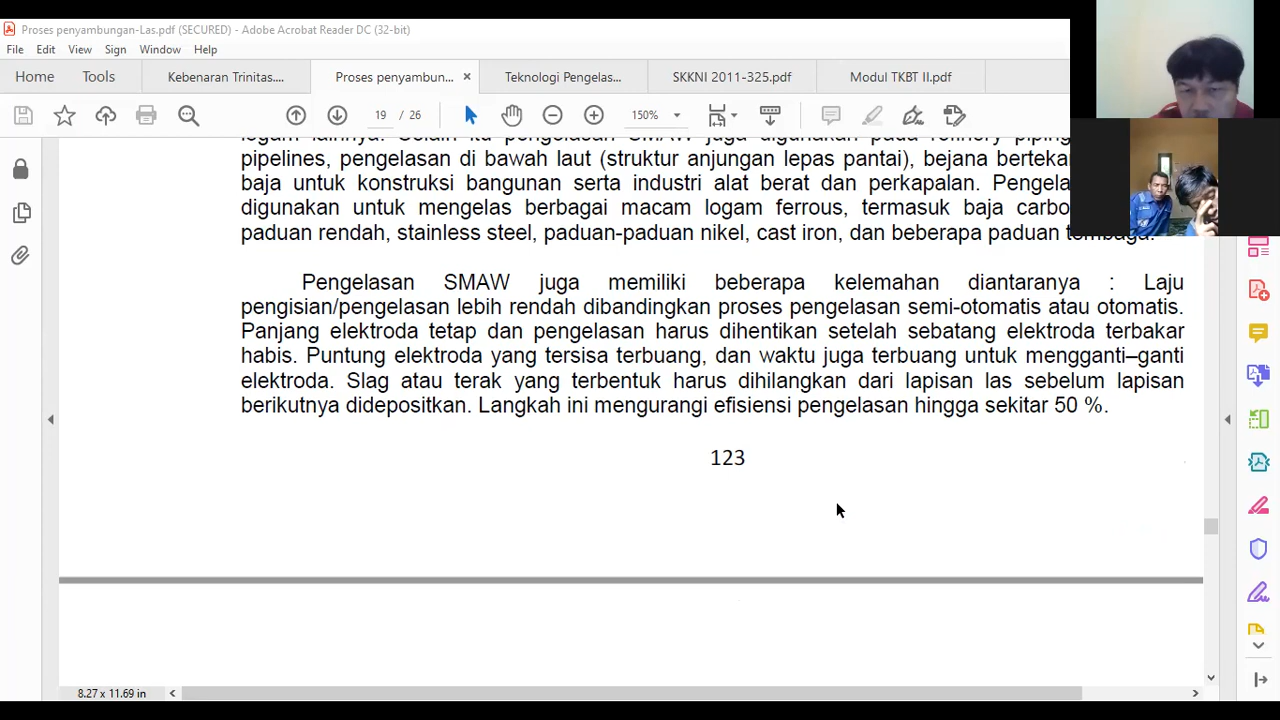 Proses penyambungan-Las.pdf (SECURED) - Adobe Acrobat Reader DC (32-bit)
File Edit View Sign Window Help
Home Tools Kebenaran Trinitas.... Proses penyambun... × Teknologi Pengelas... SKKNI 2011-325.pdf Modul TKBT II.pdf
19 / 26 150%
pipelines, pengelasan di bawah laut (struktur anjungan lepas pantai), bejana
baja untuk konstruksi bangunan serta industri alat berat dan perkapalan.
digunakan untuk mengelas berbagai macam logam ferrous, termasuk baja
paduan rendah, stainless steel, paduan-paduan nikel, cast iron, dan beberapa paduan tembaga.
Pengelasan SMAW juga memiliki beberapa kelemahan diantaranya : Laju
pengisian/pengelasan lebih rendah dibandingkan proses pengelasan semi-otomatis atau otomatis.
Panjang elektroda tetap dan pengelasan harus dihentikan setelah sebatang elektroda terbakar
habis. Puntung elektroda yang tersisa terbuang, dan waktu juga terbuang untuk mengganti–ganti
elektroda. Slag atau terak yang terbentuk harus dihilangkan dari lapisan las sebelum lapisan
berikutnya didepositkan. Langkah ini mengurangi efisiensi pengelasan hingga sekitar 50 %.
123
8.27 x 11.69 in